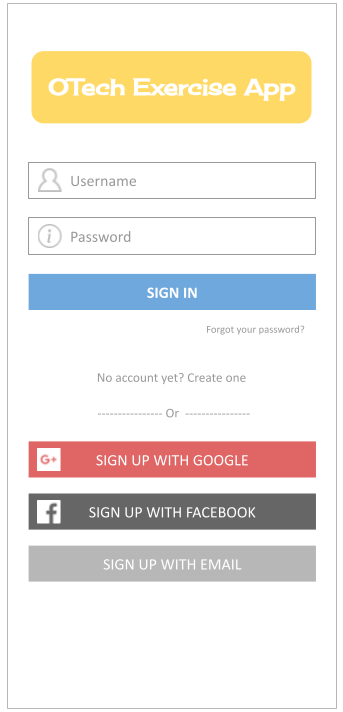 OTech Exercise App
Username
Password
SIGN IN
Forgot your password?
No account yet? Create one
---------------- Or ----------------
G+ SIGN UP WITH GOOGLE
f SIGN UP WITH FACEBOOK
SIGN UP WITH EMAIL